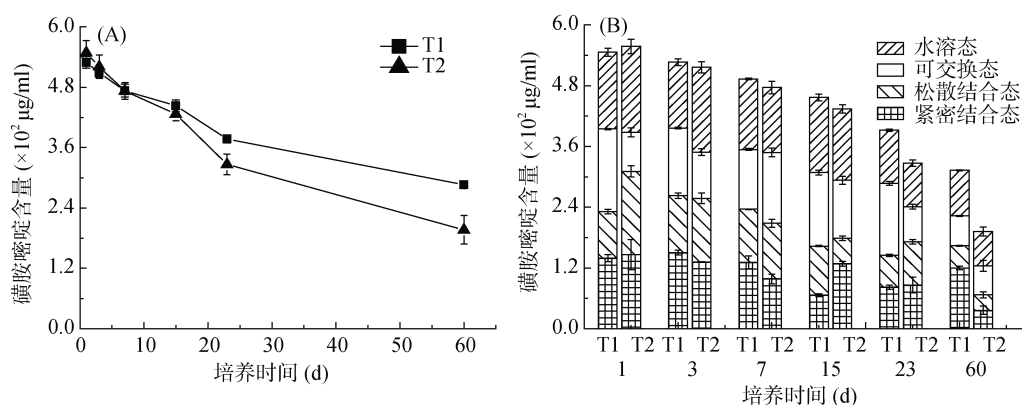 (A)
T1
T2
磺胺嘧啶含量 (×10² μg/ml)
6.0
4.8
3.6
2.4
1.2
0.0
0 10 20 30 40 50 60
培养时间 (d)
(B)
水溶态
可交换态
松散结合态
紧密结合态
磺胺嘧啶含量 (×10² μg/ml)
6.0
4.8
3.6
2.4
1.2
0.0
T1 T2 T1 T2 T1 T2 T1 T2 T1 T2 T1 T2
1 3 7 15 23 60
培养时间 (d)